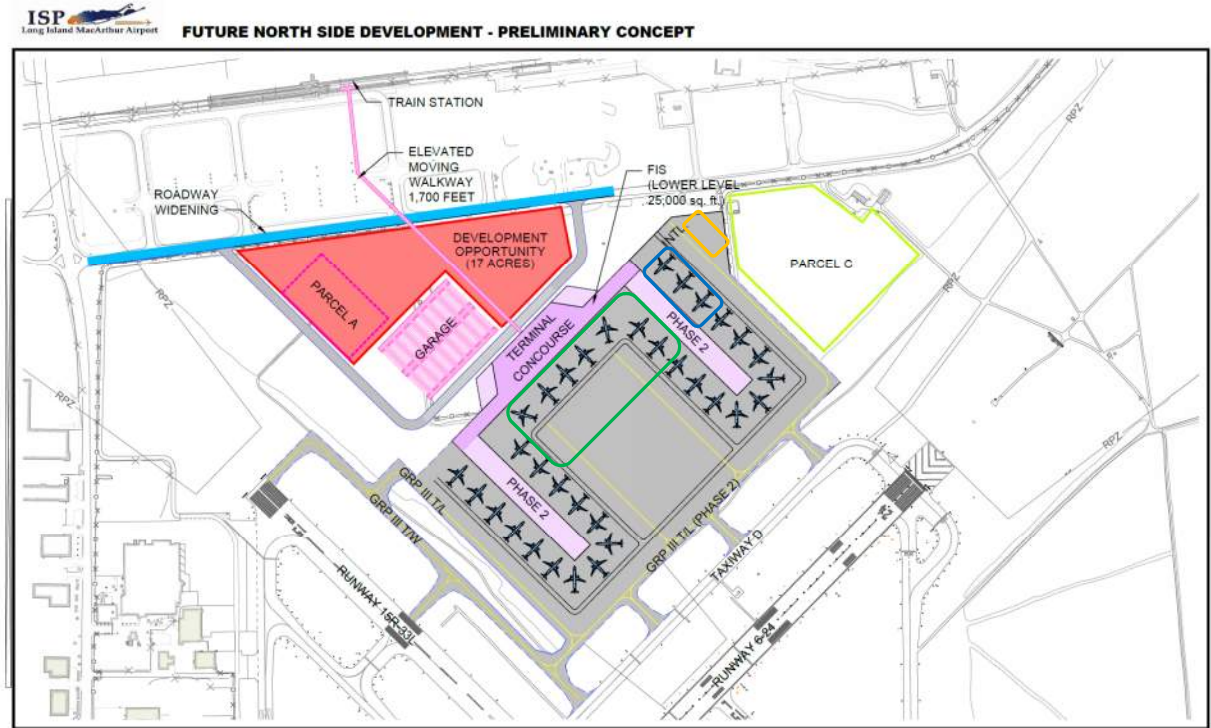 ISP
Long Island MacArthur Airport
FUTURE NORTH SIDE DEVELOPMENT - PRELIMINARY CONCEPT
TRAIN STATION
ELEVATED
MOVING
WALKWAY
1,700 FEET
ROADWAY
WIDENING
FIS
(LOWER LEVEL
25,000 sq. ft.)
INTL
DEVELOPMENT
OPPORTUNITY
(17 ACRES)
PARCEL A
GARAGE
TERMINAL
CONCOURSE
PHASE 2
PARCEL C
RPZ
RPZ
RPZ
RPZ
RPZ
PHASE 2
GRP III T/L
GRP III T/W
GRP III T/L (PHASE 2)
TAXIWAY D
RUNWAY 15R-33L
RUNWAY 6-24